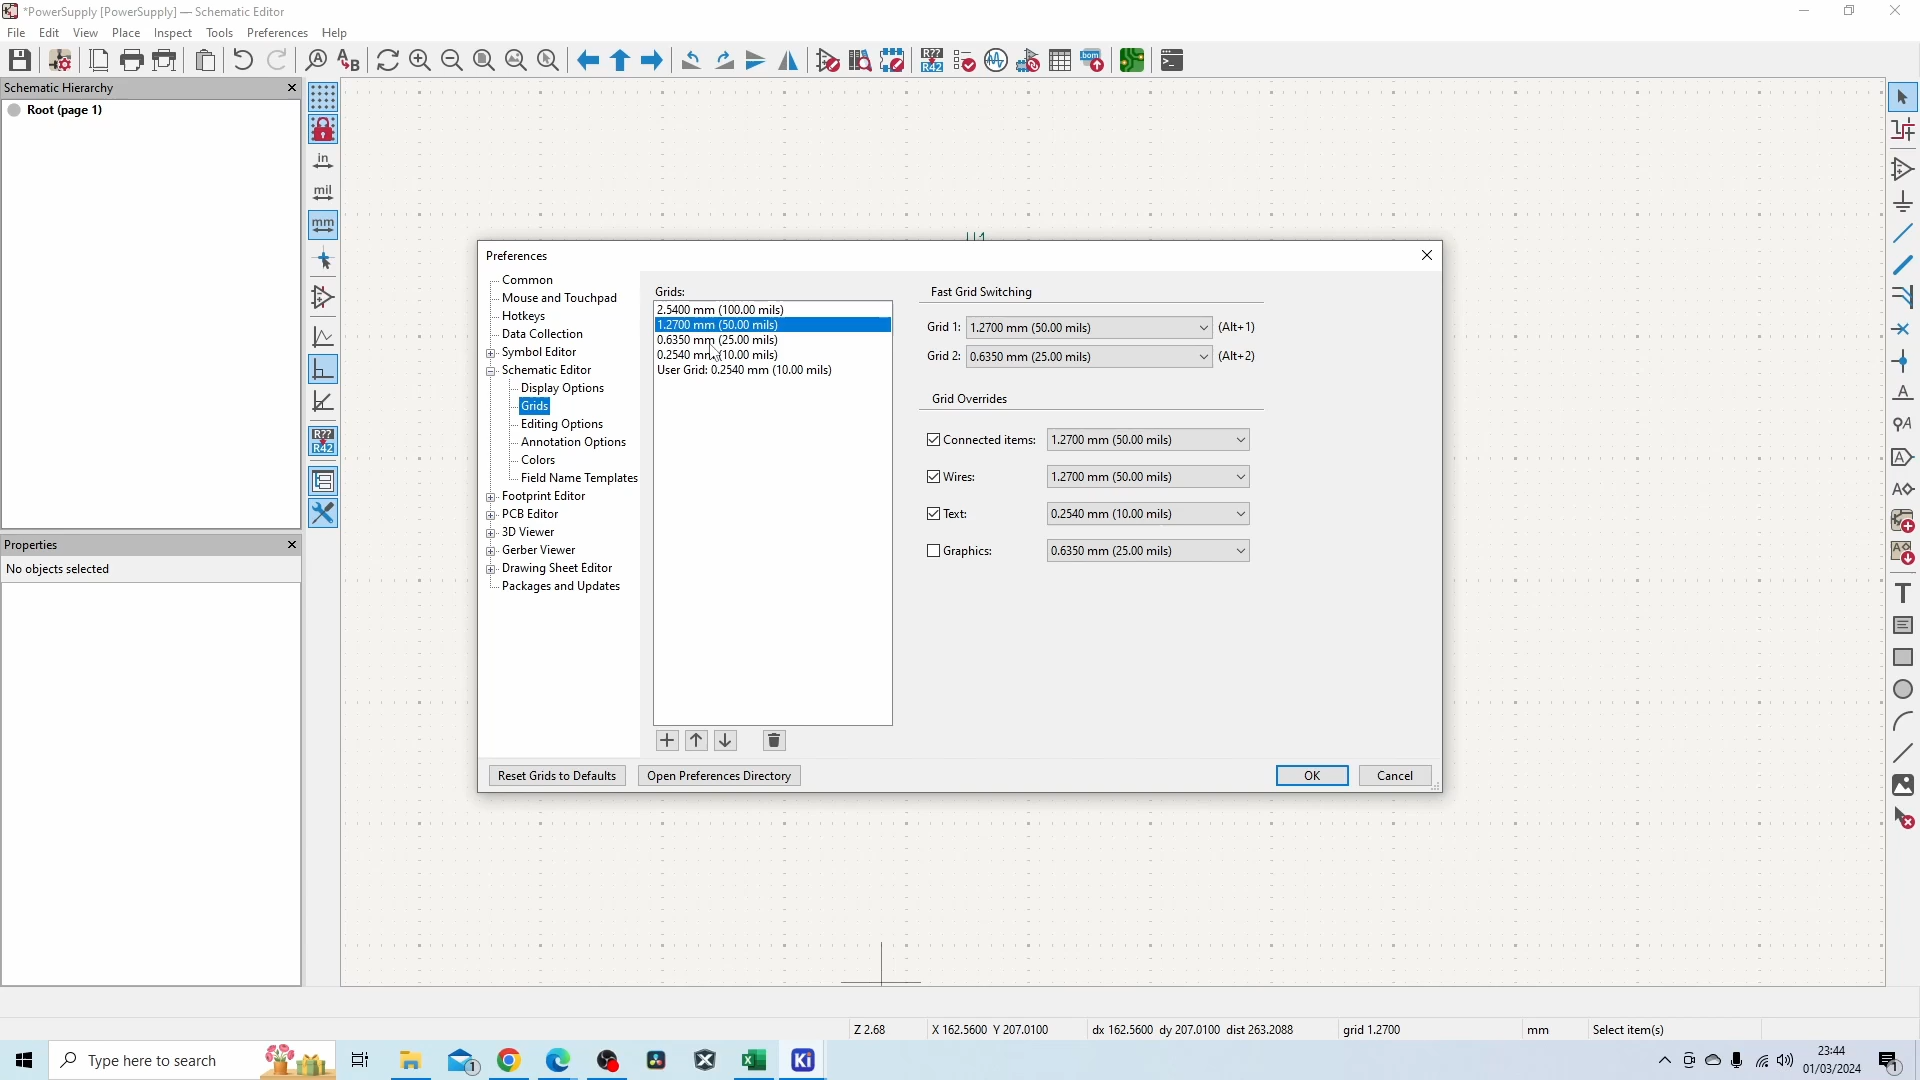 *PowerSupply [PowerSupply] — Schematic Editor
File Edit View Place Inspect Tools Preferences Help
Schematic Hierarchy
Root (page 1)
in
mil
mm
R??
R42
Properties
No objects selected
U1
Preferences
Common
Mouse and Touchpad
Hotkeys
Data Collection
Symbol Editor
Schematic Editor
Display Options
Grids
Editing Options
Annotation Options
Colors
Field Name Templates
Footprint Editor
PCB Editor
3D Viewer
Gerber Viewer
Drawing Sheet Editor
Packages and Updates
Grids:
2.5400 mm (100.00 mils)
1.2700 mm (50.00 mils)
0.6350 mm (25.00 mils)
0.2540 mm (10.00 mils)
User Grid: 0.2540 mm (10.00 mils)
Fast Grid Switching
Grid 1: 1.2700 mm (50.00 mils) (Alt+1)
Grid 2: 0.6350 mm (25.00 mils) (Alt+2)
Grid Overrides
Connected items: 1.2700 mm (50.00 mils)
Wires: 1.2700 mm (50.00 mils)
Text: 0.2540 mm (10.00 mils)
Graphics: 0.6350 mm (25.00 mils)
Reset Grids to Defaults Open Preferences Directory OK Cancel
Z 2.68 X 162.5600 Y 207.0100 dx 162.5600 dy 207.0100 dist 263.2088 grid 1.2700 mm Select item(s)
Type here to search
1
Ki
23:44
01/03/2024
1